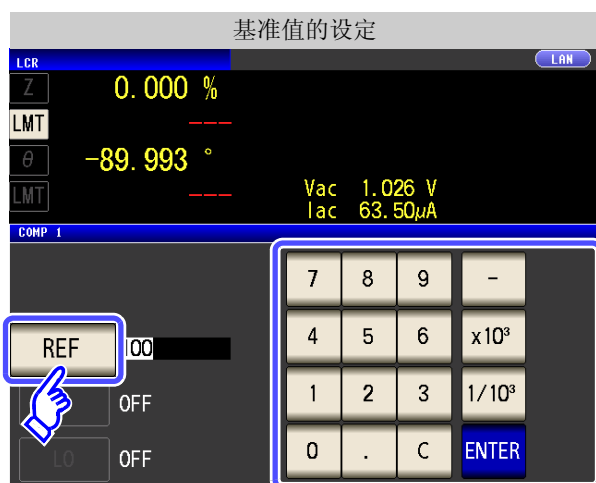 基准值的设定
LCR LAN
Z 0.000 %
LMT ---
θ -89.993 °
LMT ---
Vac 1.026 V
Iac 63.50μA
COMP 1
7 8 9 -
REF 100
4 5 6 x10³
OFF
1 2 3 1/10³
LO OFF
0 . C ENTER